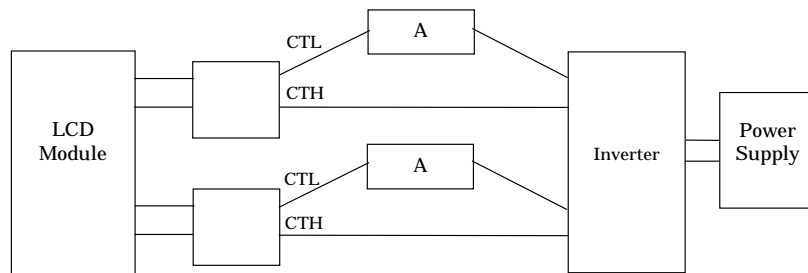 CTL
A
CTH
LCD
Module
Inverter
Power
Supply
CTL
A
CTH